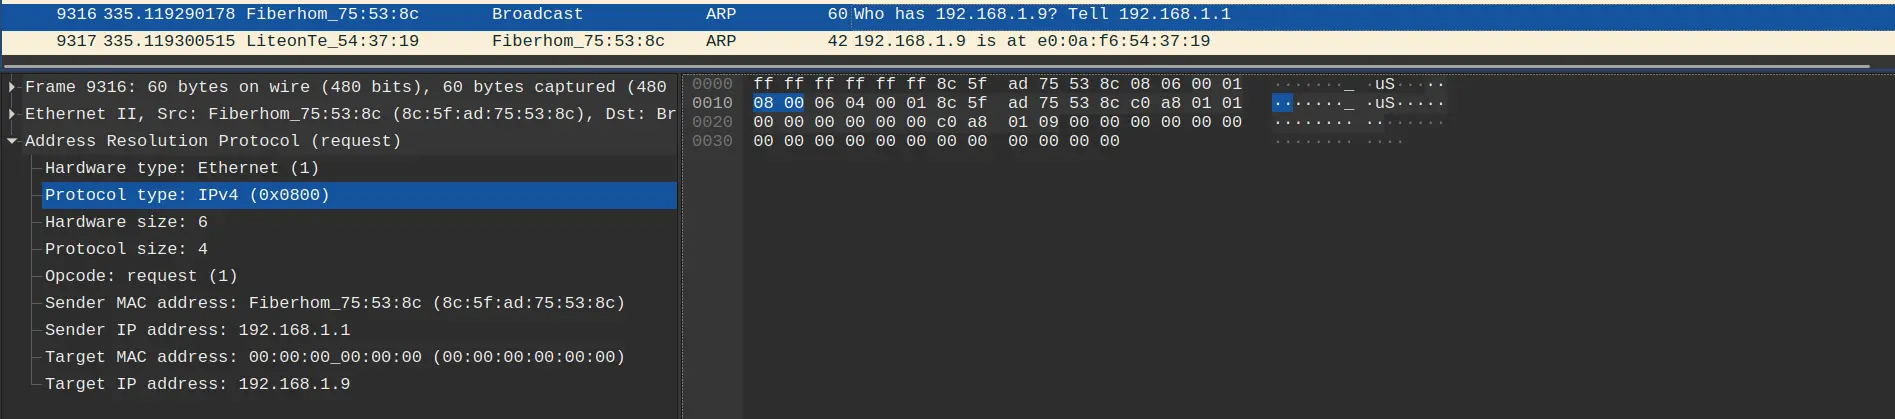 9316 335.119290178 Fiberhom_75:53:8c Broadcast ARP 60 Who has 192.168.1.9? Tell 192.168.1.1
9317 335.119300515 LiteonTe_54:37:19 Fiberhom_75:53:8c ARP 42 192.168.1.9 is at e0:0a:f6:54:37:19
Frame 9316: 60 bytes on wire (480 bits), 60 bytes captured (480
Ethernet II, Src: Fiberhom_75:53:8c (8c:5f:ad:75:53:8c), Dst: Br
Address Resolution Protocol (request)
Hardware type: Ethernet (1)
Protocol type: IPv4 (0x0800)
Hardware size: 6
Protocol size: 4
Opcode: request (1)
Sender MAC address: Fiberhom_75:53:8c (8c:5f:ad:75:53:8c)
Sender IP address: 192.168.1.1
Target MAC address: 00:00:00_00:00:00 (00:00:00:00:00:00)
Target IP address: 192.168.1.9
0000 ff ff ff ff ff ff 8c 5f ad 75 53 8c 08 06 00 01 ·······_ ·uS·····
0010 08 00 06 04 00 01 8c 5f ad 75 53 8c c0 a8 01 01 ·······_ ·uS·····
0020 00 00 00 00 00 00 c0 a8 01 09 00 00 00 00 00 00 ········ ········
0030 00 00 00 00 00 00 00 00 00 00 00 00 ········ ····